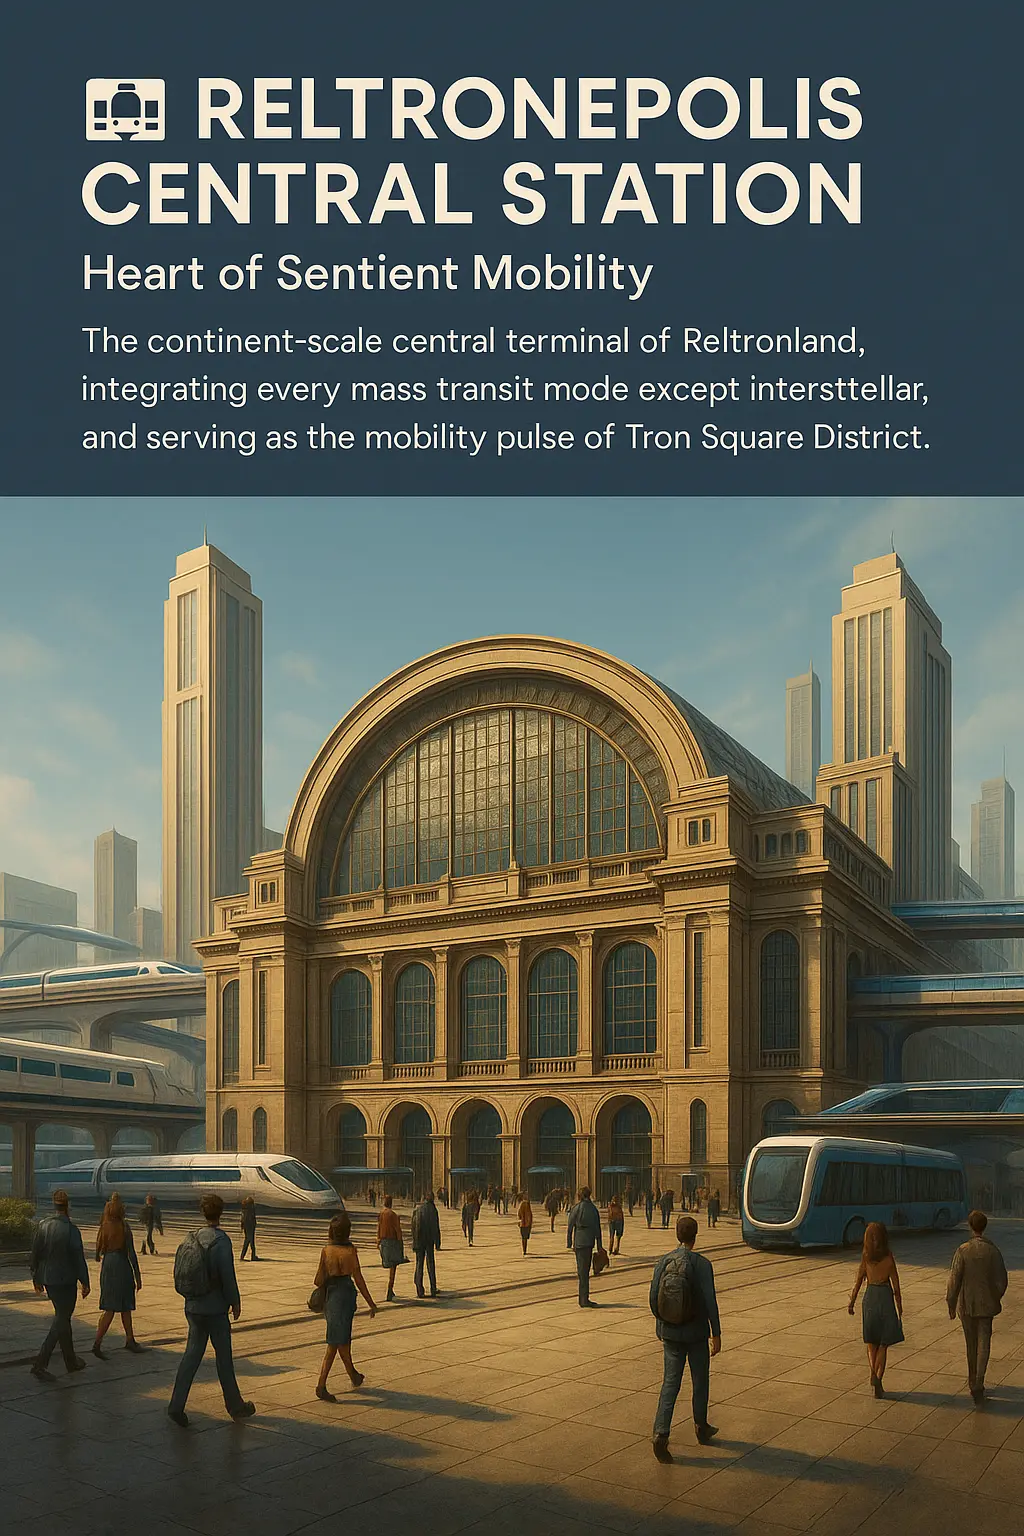 RELTRONEPOLIS
CENTRAL STATION
Heart of Sentient Mobility
The continent-scale central terminal of Reltronland,
integrating every mass transit mode except intersttellar,
and serving as the mobility pulse of Tron Square District.